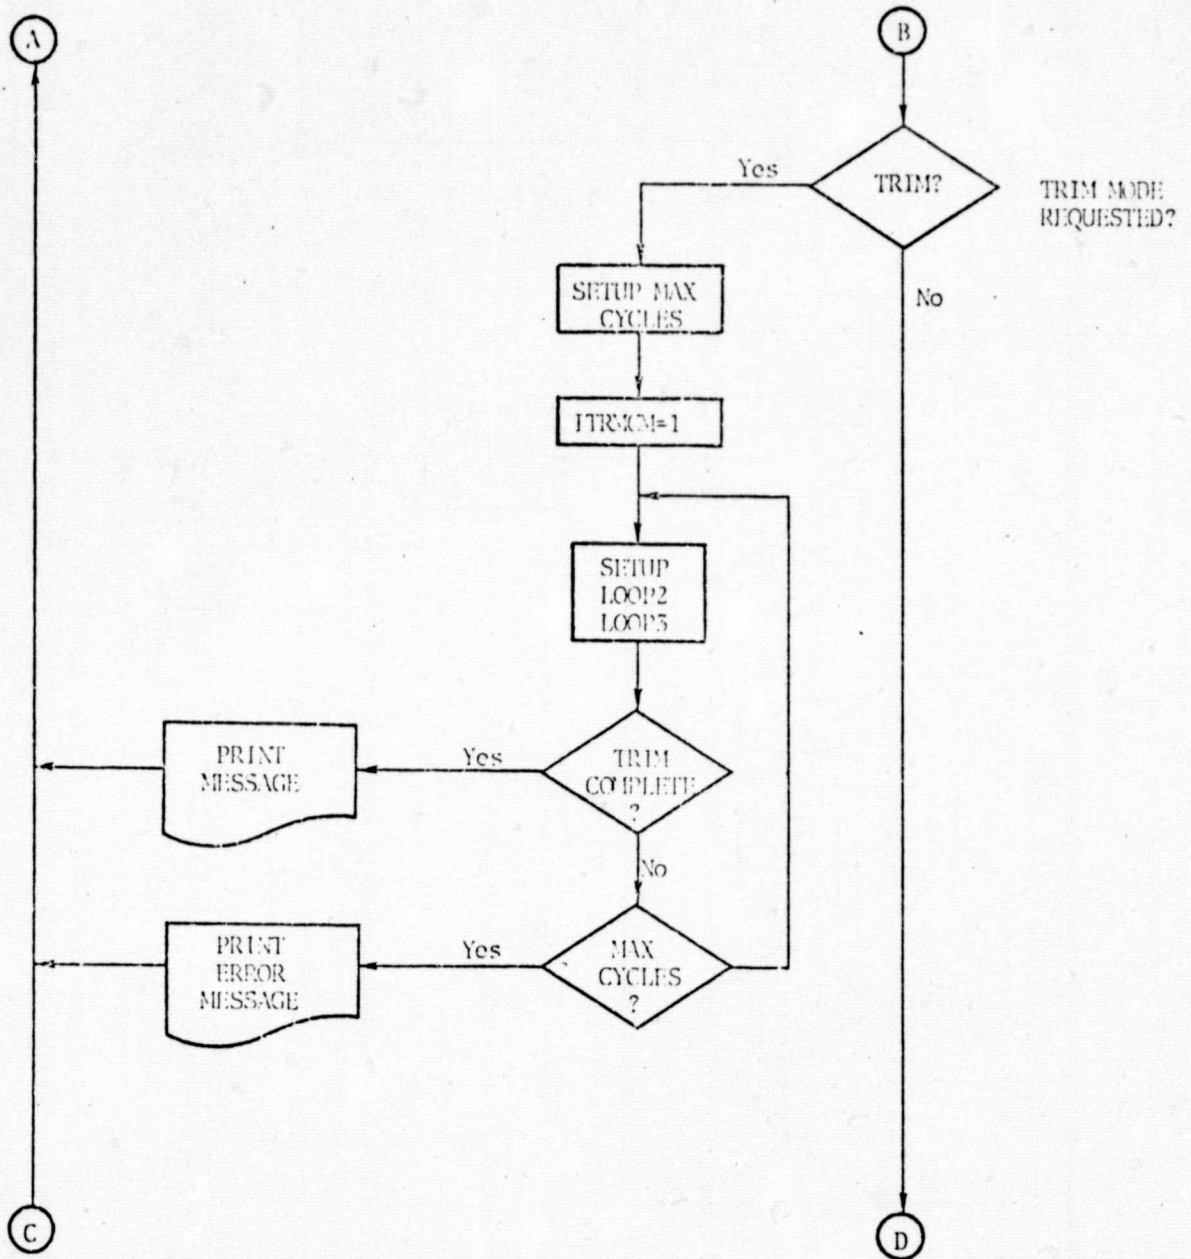 A
B
Yes
TRIM?
TRIM MODE
REQUESTED?
SETUP MAX
CYCLES
No
ITRMCM=1
SETUP
LOOP2
LOOP3
PRINT
MESSAGE
Yes
TRIM
COMPLETE
?
No
PRINT
ERROR
MESSAGE
Yes
MAX
CYCLES
?
C
D